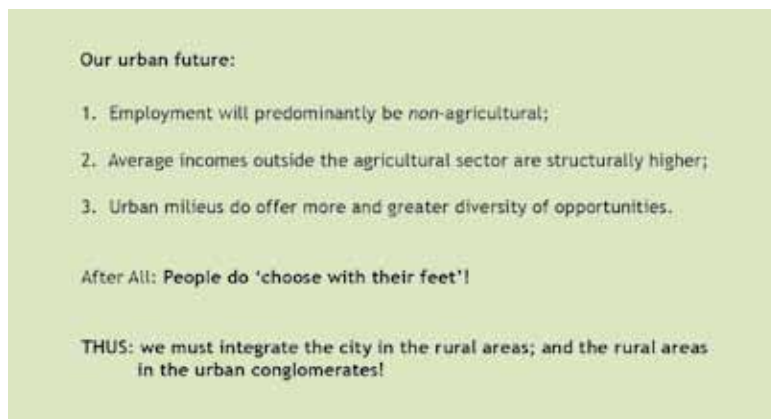 Our urban future:
1. Employment will predominantly be non-agricultural;
2. Average incomes outside the agricultural sector are structurally higher;
3. Urban milieus do offer more and greater diversity of opportunities.
After All: People do ‘choose with their feet’!
THUS: we must integrate the city in the rural areas; and the rural areas
in the urban conglomerates!